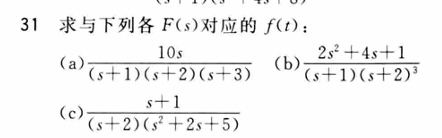 31 求与下列各 F(s)对应的 f(t):
(a) 10s/((s+1)(s+2)(s+3)) (b) (2s²+4s+1)/((s+1)(s+2)³)
(c) (s+1)/((s+2)(s²+2s+5))